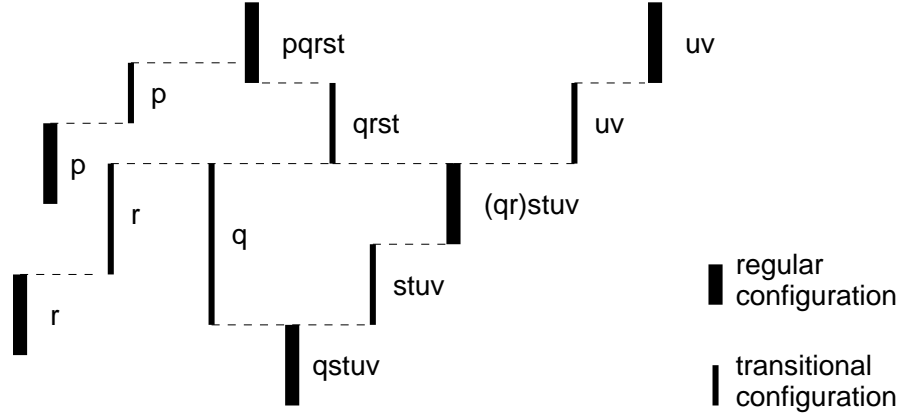 pqrst
uv
p
qrst
uv
p
r
q
(qr)stuv
stuv
r
qstuv
regular
configuration
transitional
configuration